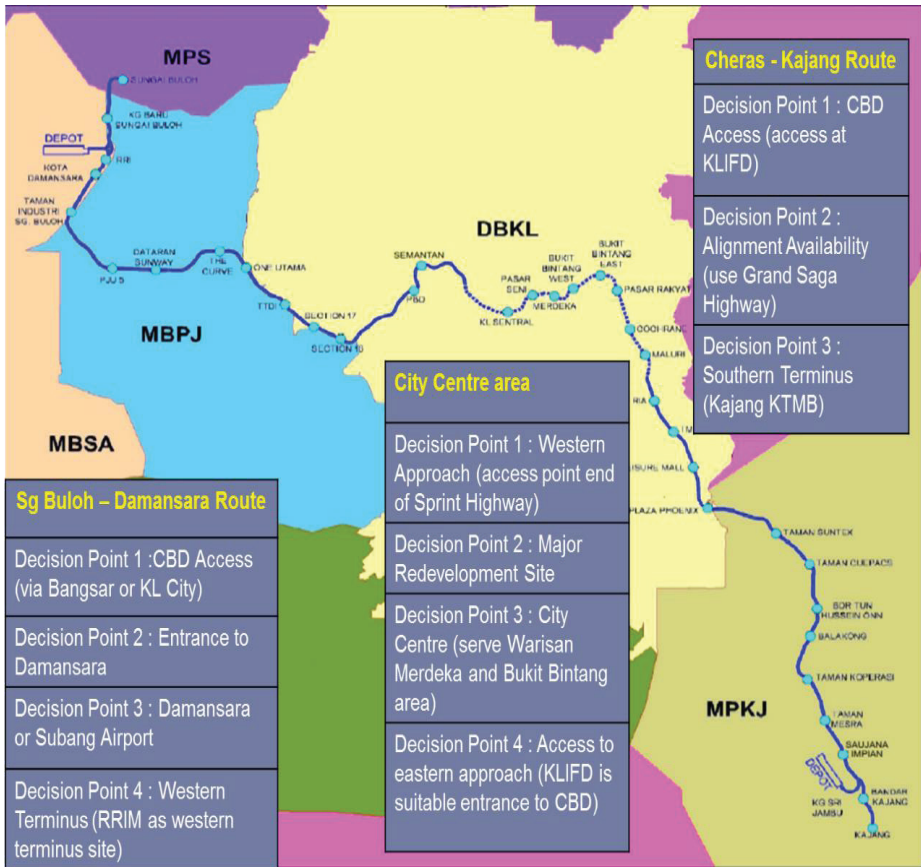 MPS
SUNGAI BULOH
KG BARU
SUNGAI BULOH
DEPOT
RRI
KOTA
DAMANSARA
TAMAN
INDUSTRI
SG. BULOH
PJU 5
DATARAN
SUNWAY
THE
CURVE
ONE UTAMA
TTDI
SECTION 17
SECTION 16
MBPJ
MBSA
DBKL
SEMANTAN
PBD
KL SENTRAL
PASAR
SENI
MERDEKA
BUKIT
BINTANG
WEST
BUKIT
BINTANG
EAST
PASAR RAKYAT
COCHRANE
MALURI
RIA
ISURE MALL
PLAZA PHOENIX
TAMAN SUNTEX
TAMAN CUEPACS
BDR TUN
HUSSEIN ONN
BALAKONG
TAMAN KOPERASI
TAMAN
MESRA
SAUJANA
IMPIAN
DEPOT
KG SRI
JAMBU
BANDAR
KAJANG
KAJANG
MPKJ
Cheras - Kajang Route
Decision Point 1 : CBD
Access (access at
KLIFD)
Decision Point 2 :
Alignment Availability
(use Grand Saga
Highway)
Decision Point 3 :
Southern Terminus
(Kajang KTMB)
City Centre area
Decision Point 1 : Western
Approach (access point end
of Sprint Highway)
Decision Point 2 : Major
Redevelopment Site
Decision Point 3 : City
Centre (serve Warisan
Merdeka and Bukit Bintang
area)
Decision Point 4 : Access to
eastern approach (KLIFD is
suitable entrance to CBD)
Sg Buloh – Damansara Route
Decision Point 1 :CBD Access
(via Bangsar or KL City)
Decision Point 2 : Entrance to
Damansara
Decision Point 3 : Damansara
or Subang Airport
Decision Point 4 : Western
Terminus (RRIM as western
terminus site)